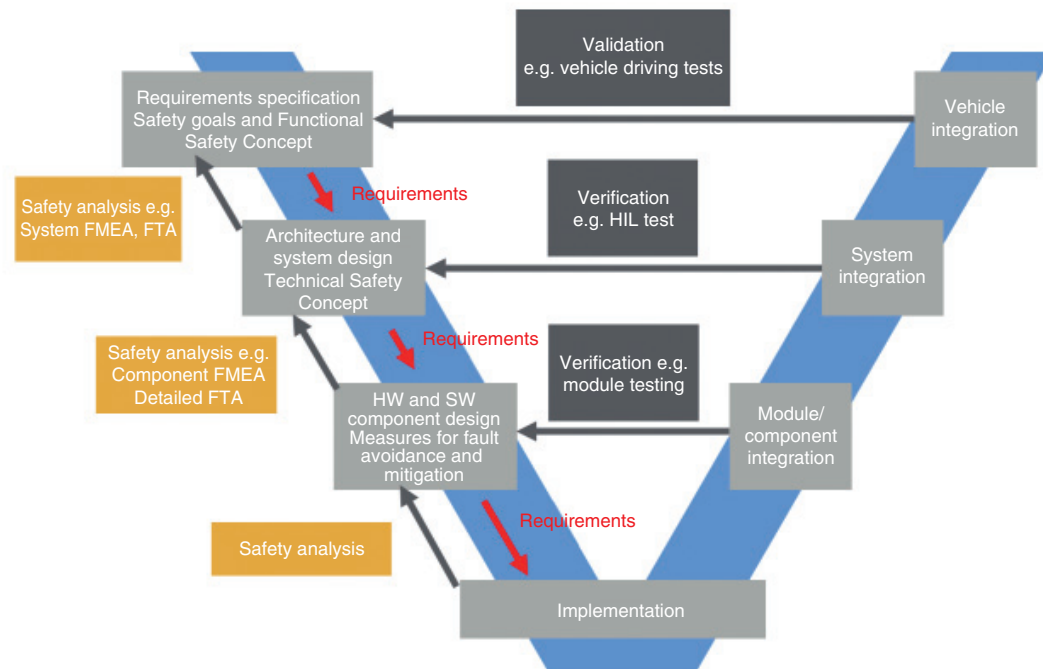 Validation
e.g. vehicle driving tests
Requirements specification
Safety goals and Functional
Safety Concept
Vehicle
integration
Safety analysis e.g.
System FMEA, FTA
Requirements
Verification
e.g. HIL test
Architecture and
system design
Technical Safety
Concept
System
integration
Safety analysis e.g.
Component FMEA
Detailed FTA
Requirements
Verification e.g.
module testing
HW and SW
component design
Measures for fault
avoidance and
mitigation
Module/
component
integration
Safety analysis
Requirements
Implementation